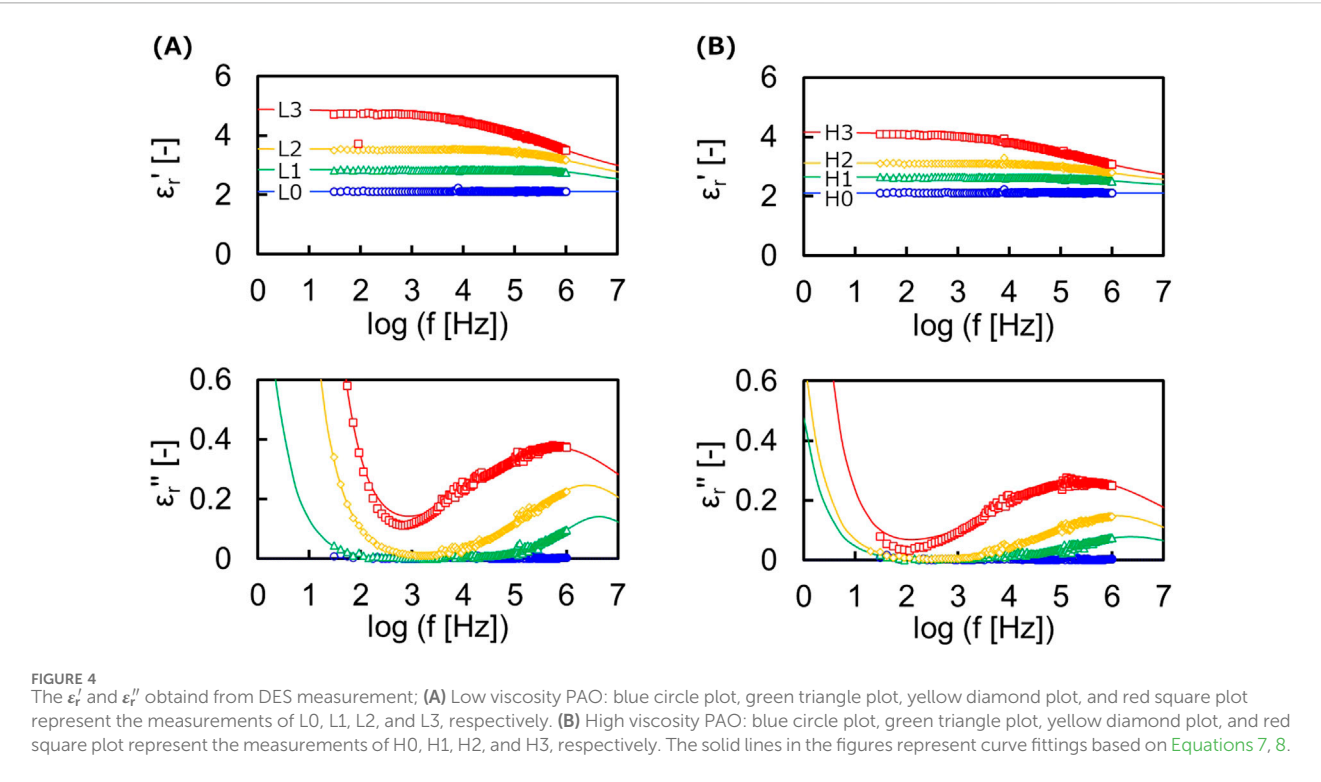 (A)
6
4
2
0
εr' [-]
L3
L2
L1
L0
0 1 2 3 4 5 6 7
log (f [Hz])
(B)
6
4
2
0
εr' [-]
H3
H2
H1
H0
0 1 2 3 4 5 6 7
log (f [Hz])
0.6
0.4
0.2
0
εr'' [-]
0 1 2 3 4 5 6 7
log (f [Hz])
0.6
0.4
0.2
0
εr'' [-]
0 1 2 3 4 5 6 7
log (f [Hz])
FIGURE 4
The εr′ and εr″ obtaind from DES measurement; (A) Low viscosity PAO: blue circle plot, green triangle plot, yellow diamond plot, and red square plot
represent the measurements of L0, L1, L2, and L3, respectively. (B) High viscosity PAO: blue circle plot, green triangle plot, yellow diamond plot, and red
square plot represent the measurements of H0, H1, H2, and H3, respectively. The solid lines in the figures represent curve fittings based on Equations 7, 8.